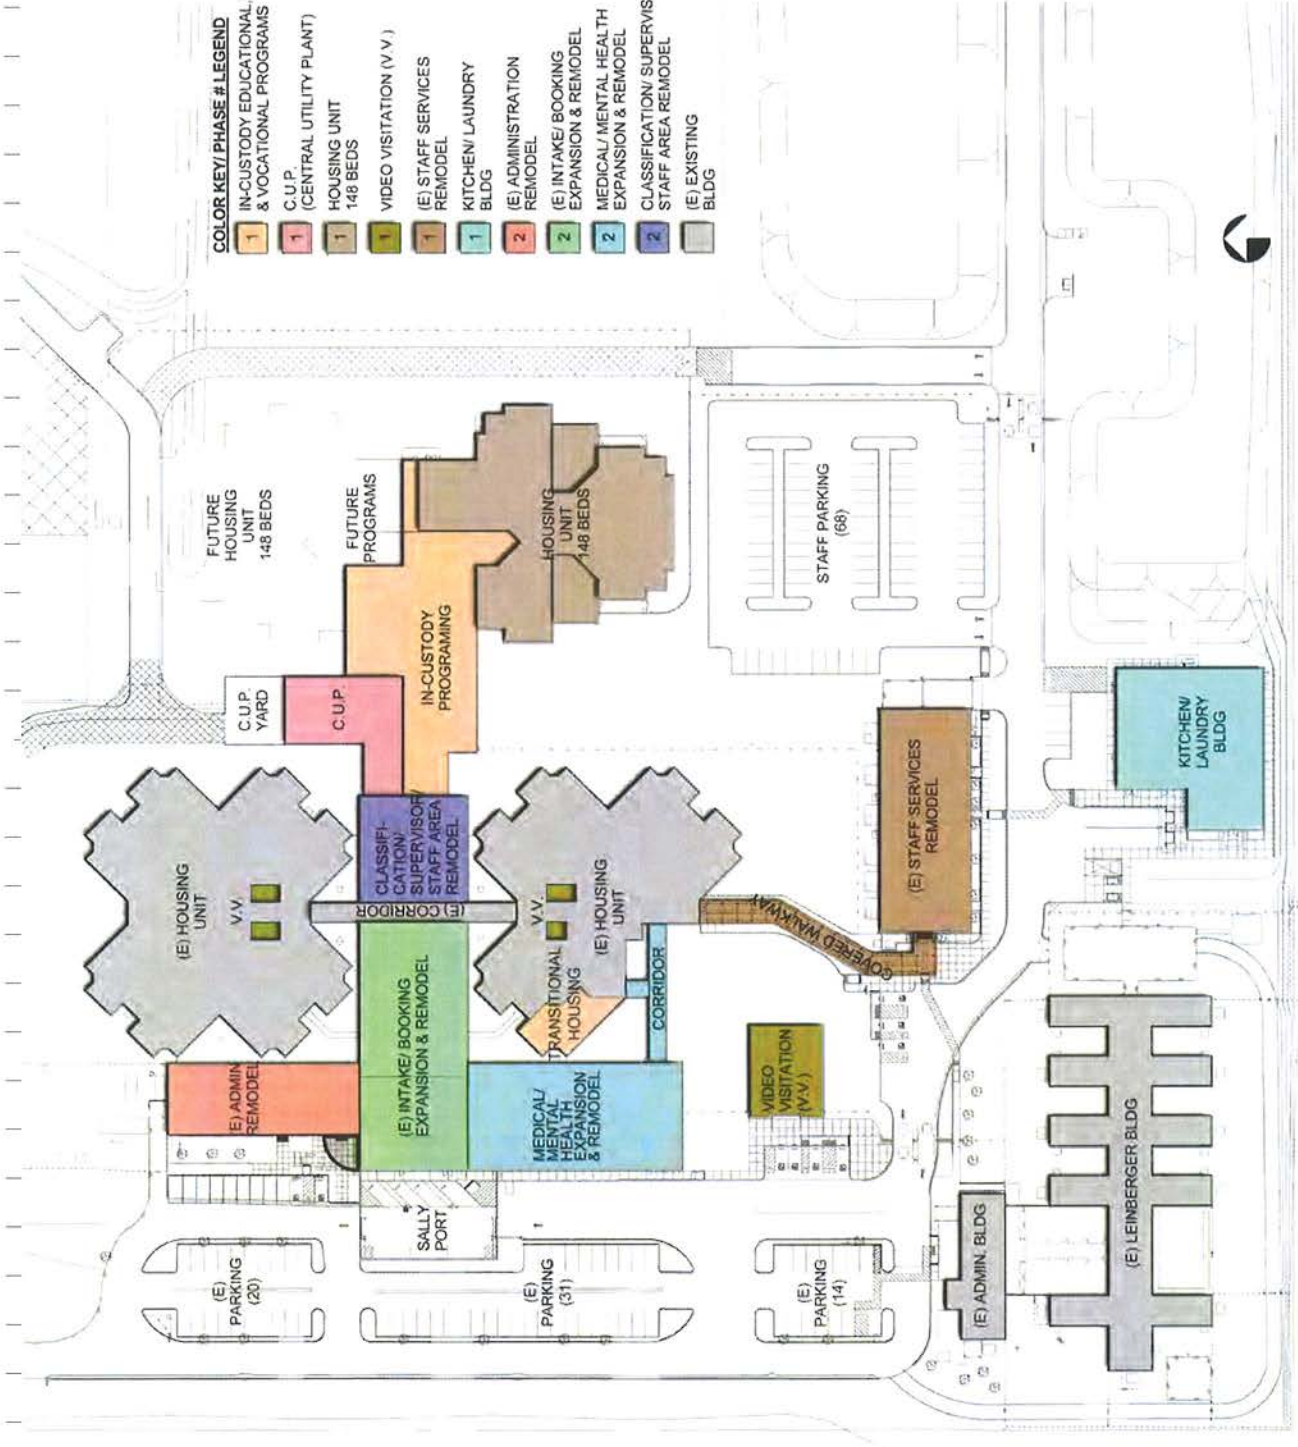 COLOR KEY/ PHASE # LEGEND
1
IN-CUSTODY EDUCATIONAL,
& VOCATIONAL PROGRAMS
1
C.U.P.
(CENTRAL UTILITY PLANT)
1
HOUSING UNIT
148 BEDS
1
VIDEO VISITATION (V.V.)
1
(E) STAFF SERVICES
REMODEL
1
KITCHEN/ LAUNDRY
BLDG
2
(E) ADMINISTRATION
REMODEL
2
(E) INTAKE/ BOOKING
EXPANSION & REMODEL
2
MEDICAL/ MENTAL HEALTH
EXPANSION & REMODEL
2
CLASSIFICATION/ SUPERVIS
STAFF AREA REMODEL
(E) EXISTING
BLDG
FUTURE
HOUSING
UNIT
148 BEDS
FUTURE
PROGRAMS
HOUSING
UNIT
148 BEDS
STAFF PARKING
(68)
C.U.P.
YARD
C.U.P.
IN-CUSTODY
PROGRAMING
(E) HOUSING
UNIT
V.V.
CLASSIFI-
CATION/
SUPERVISOR/
STAFF AREA
REMODEL
(E) CORRIDOR
V.V.
(E) HOUSING
UNIT
TRANSITIONAL
HOUSING
CORRIDOR
COVERED WALKWAY
(E) STAFF SERVICES
REMODEL
KITCHEN/
LAUNDRY
BLDG
(E) ADMIN
REMODEL
(E) INTAKE/ BOOKING
EXPANSION & REMODEL
MEDICAL/
MENTAL
HEALTH
EXPANSION
& REMODEL
VIDEO
VISITATION
(V.V.)
SALLY
PORT
(E)
PARKING
(20)
(E)
PARKING
(31)
(E)
PARKING
(14)
(E) ADMIN. BLDG
(E) LEINBERGER BLDG